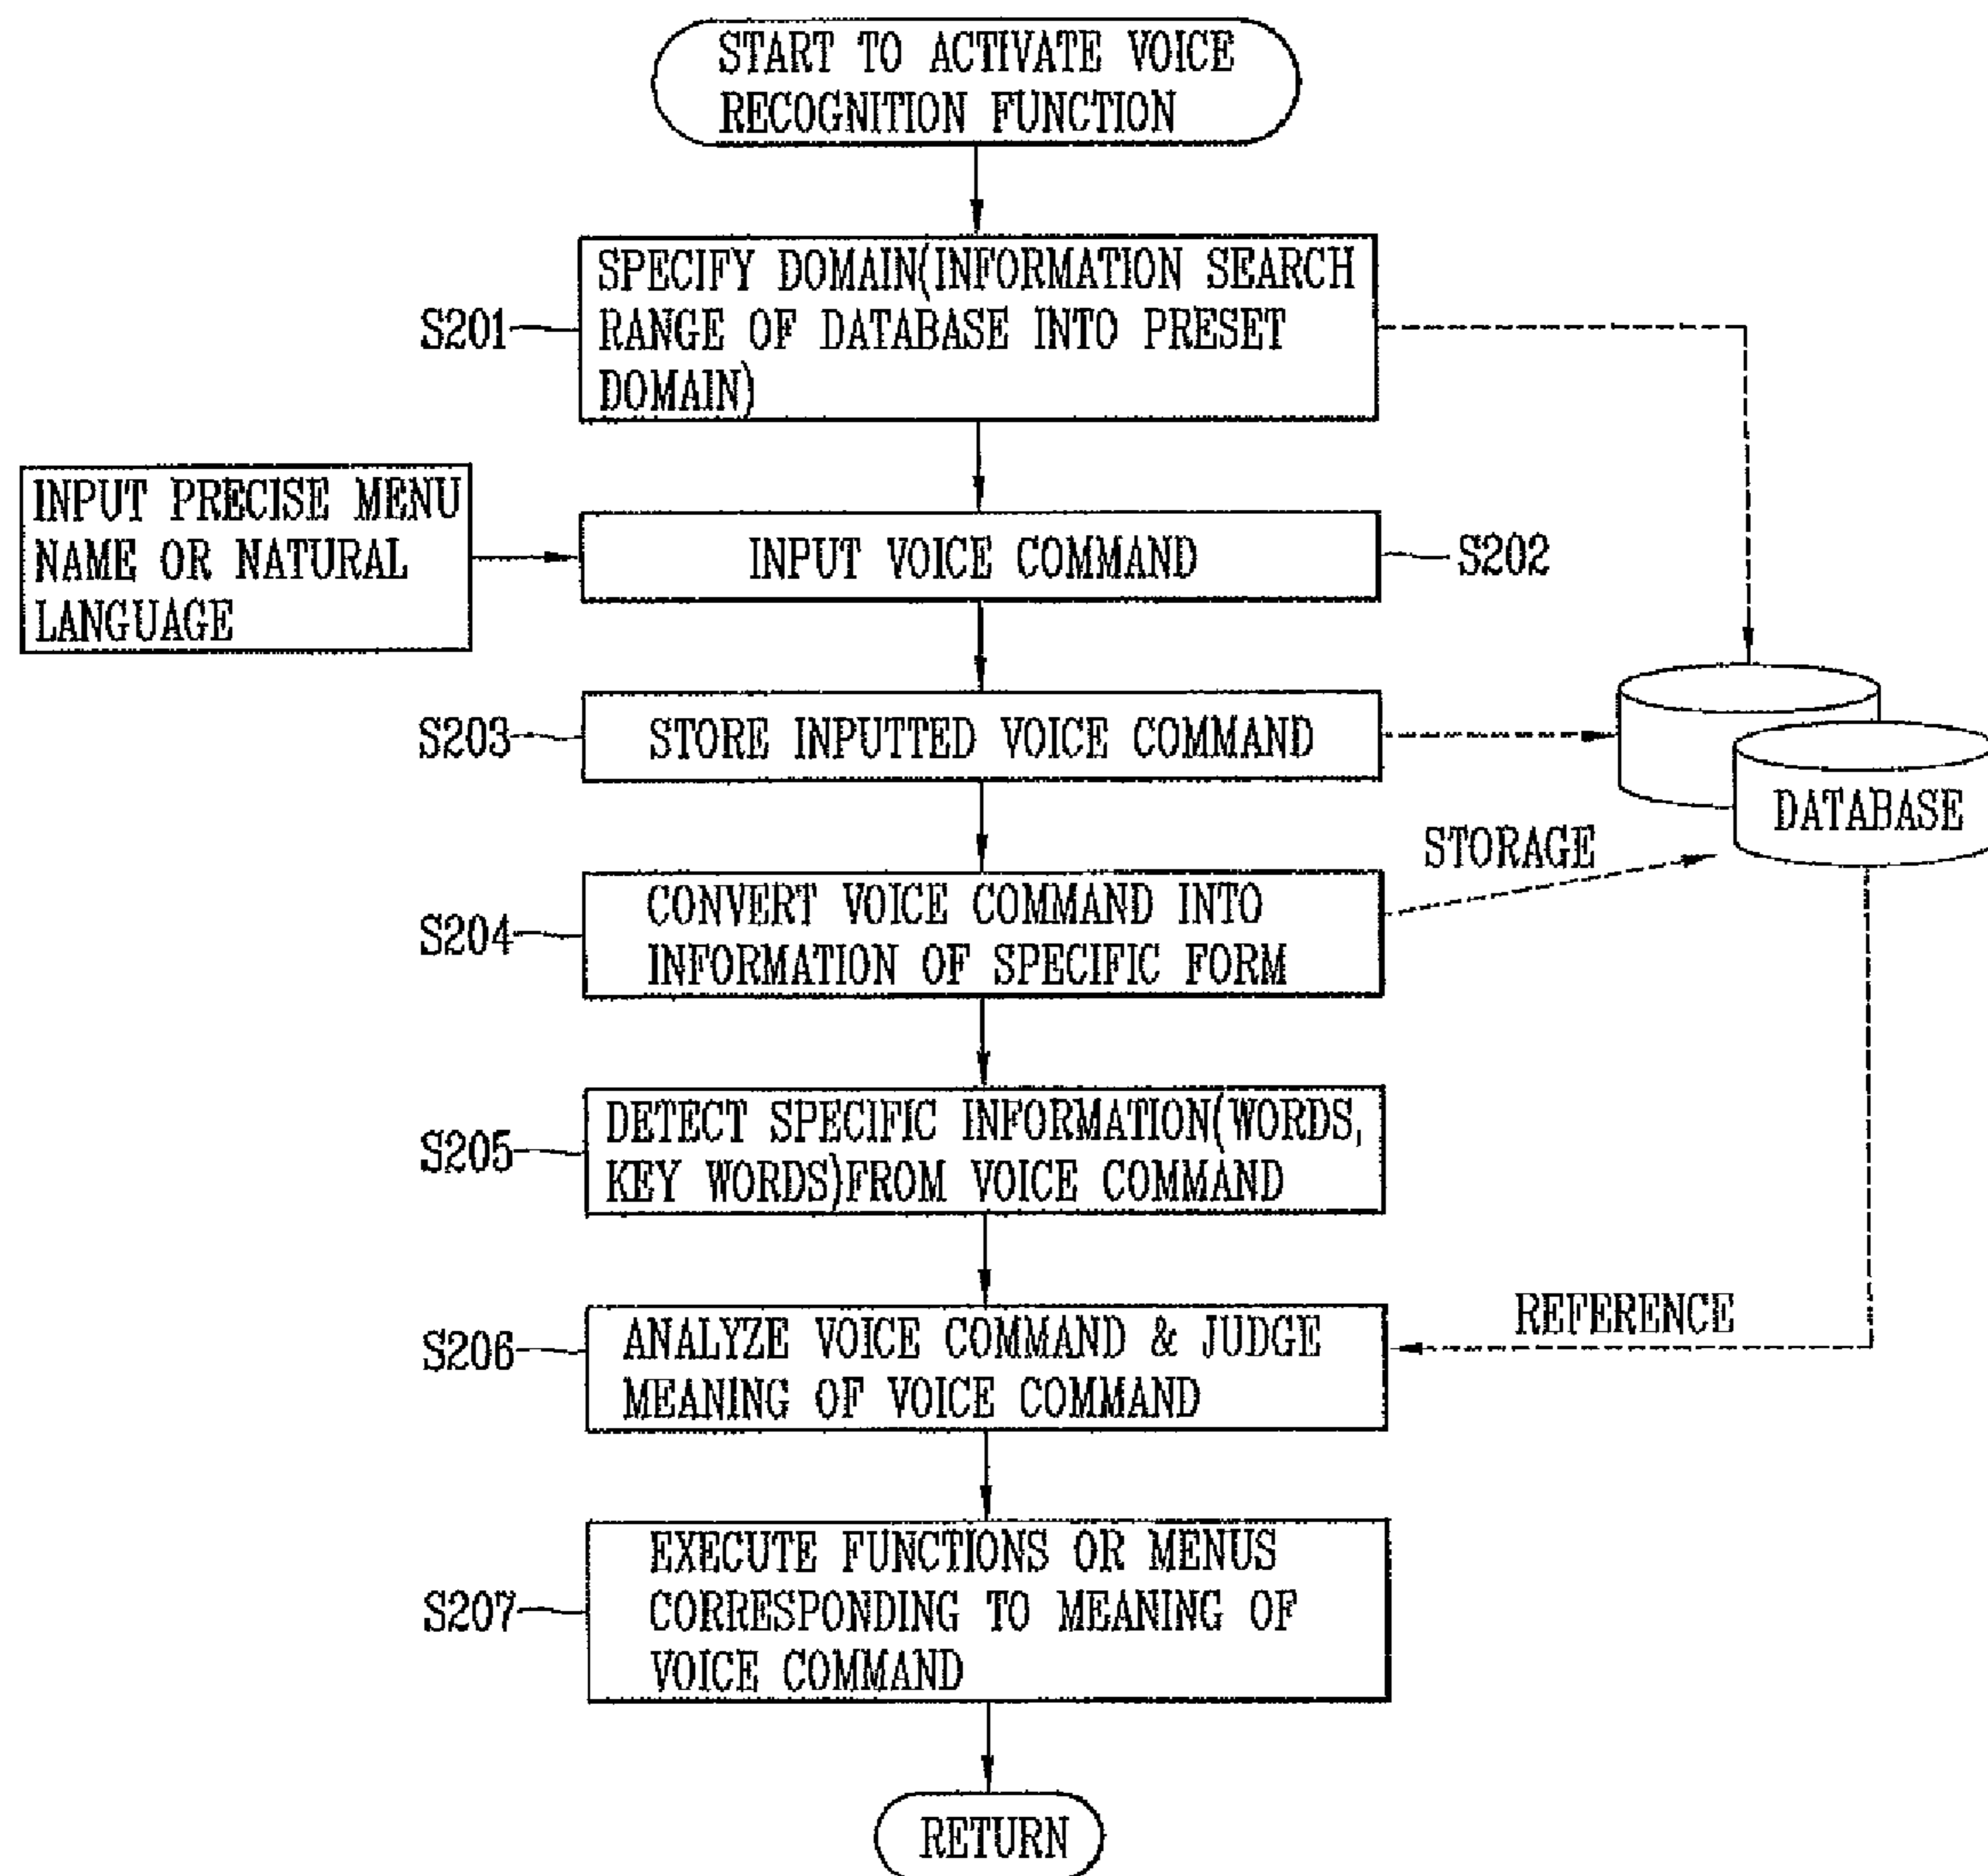 START TO ACTIVATE VOICE
RECOGNITION FUNCTION
SPECIFY DOMAIN(INFORMATION SEARCH
RANGE OF DATABASE INTO PRESET
DOMAIN)
S201
INPUT PRECISE MENU
NAME OR NATURAL
LANGUAGE
INPUT VOICE COMMAND
S202
S203
STORE INPUTTED VOICE COMMAND
DATABASE
STORAGE
S204
CONVERT VOICE COMMAND INTO
INFORMATION OF SPECIFIC FORM
S205
DETECT SPECIFIC INFORMATION(WORDS,
KEY WORDS)FROM VOICE COMMAND
REFERENCE
S206
ANALYZE VOICE COMMAND & JUDGE
MEANING OF VOICE COMMAND
S207
EXECUTE FUNCTIONS OR MENUS
CORRESPONDING TO MEANING OF
VOICE COMMAND
RETURN